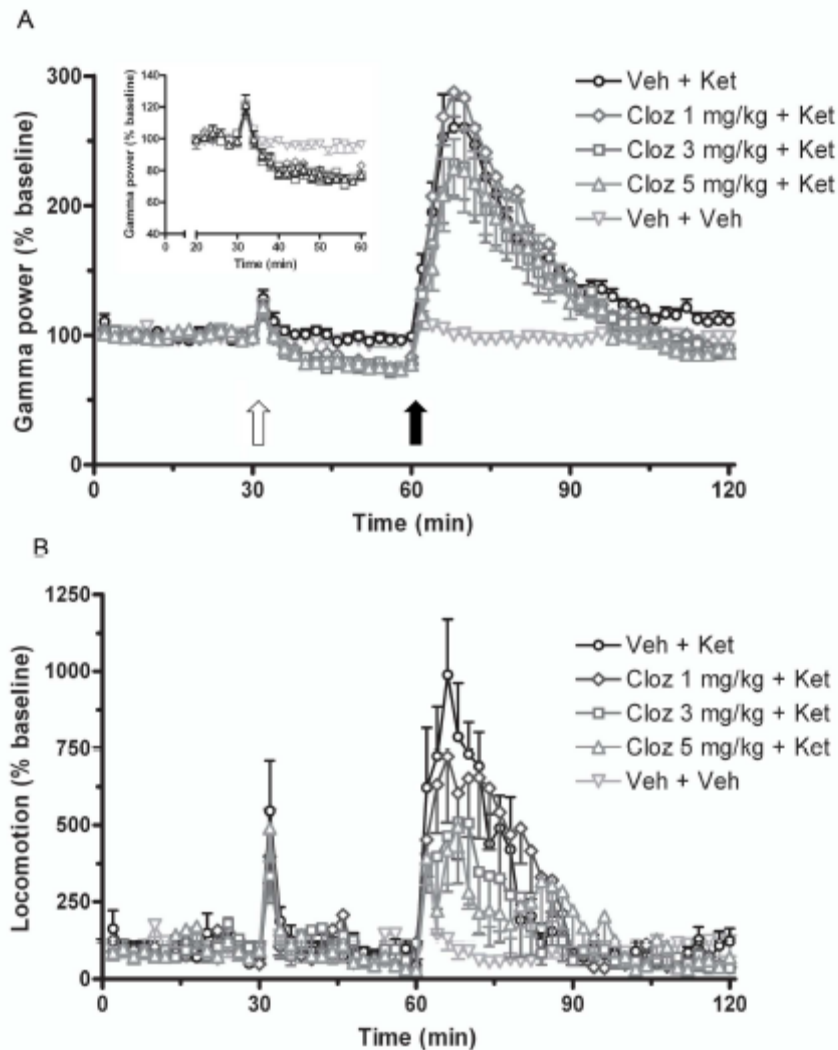 A
Gamma power (% baseline)
300
200
100
0
0
30
60
90
120
Time (min)
Gamma power (% baseline)
140
120
100
80
60
40
0
20
30
40
50
60
Time (min)
Veh + Ket
Cloz 1 mg/kg + Ket
Cloz 3 mg/kg + Ket
Cloz 5 mg/kg + Ket
Veh + Veh
B
Locomotion (% baseline)
1250
1000
750
500
250
0
0
30
60
90
120
Time (min)
Veh + Ket
Cloz 1 mg/kg + Ket
Cloz 3 mg/kg + Ket
Cloz 5 mg/kg + Ket
Veh + Veh